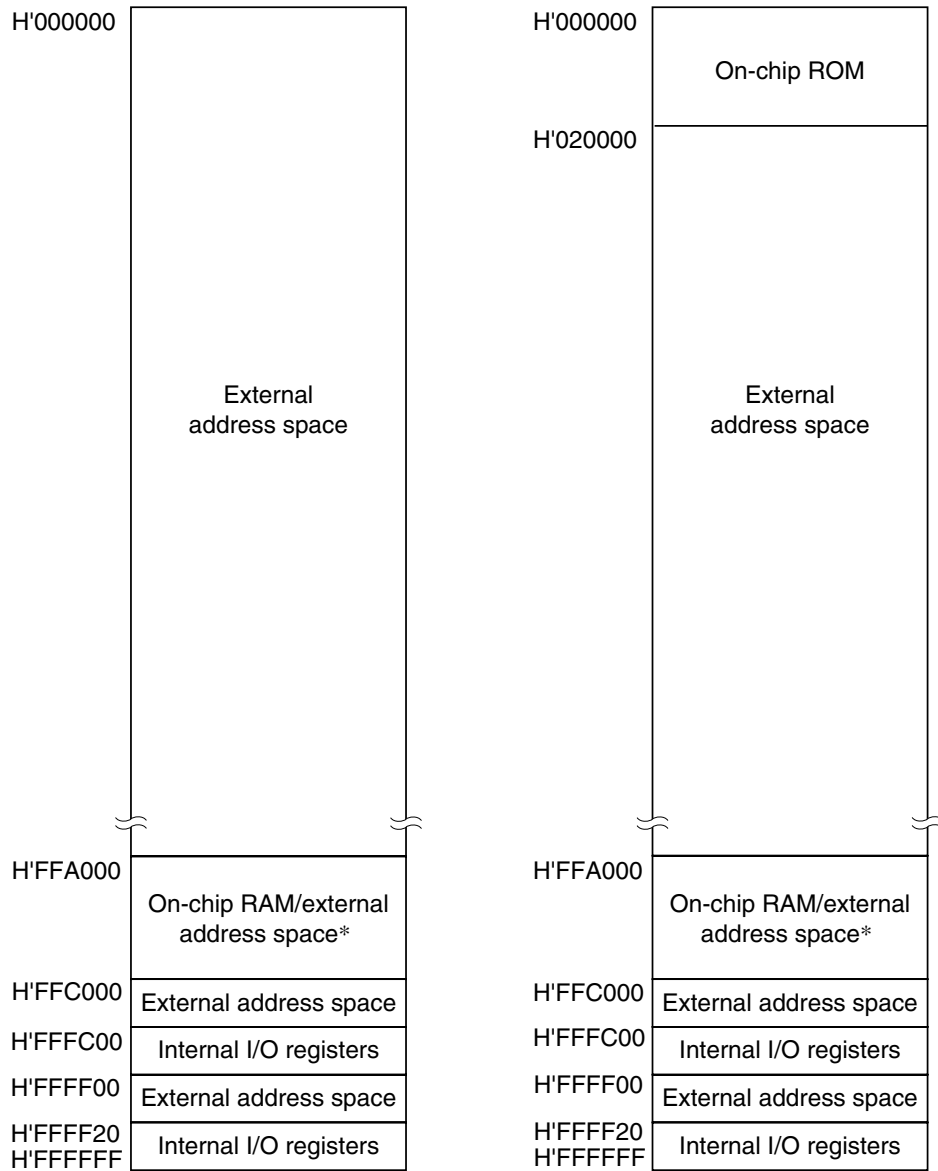 H'000000
External
address space
H'FFA000
On-chip RAM/external
address space*
H'FFC000
External address space
H'FFFC00
Internal I/O registers
H'FFFF00
External address space
H'FFFF20
Internal I/O registers
H'FFFFFF
H'000000
On-chip ROM
H'020000
External
address space
H'FFA000
On-chip RAM/external
address space*
H'FFC000
External address space
H'FFFC00
Internal I/O registers
H'FFFF00
External address space
H'FFFF20
Internal I/O registers
H'FFFFFF